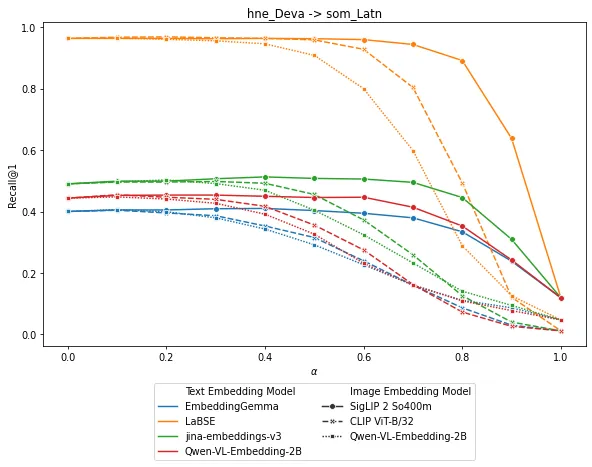 hne_Deva -> som_Latn
Recall@1
1.0
0.8
0.6
0.4
0.2
0.0
0.0 0.2 0.4 0.6 0.8 1.0
α
Text Embedding Model
EmbeddingGemma
LaBSE
jina-embeddings-v3
Qwen-VL-Embedding-2B
Image Embedding Model
SigLIP 2 So400m
CLIP ViT-B/32
Qwen-VL-Embedding-2B